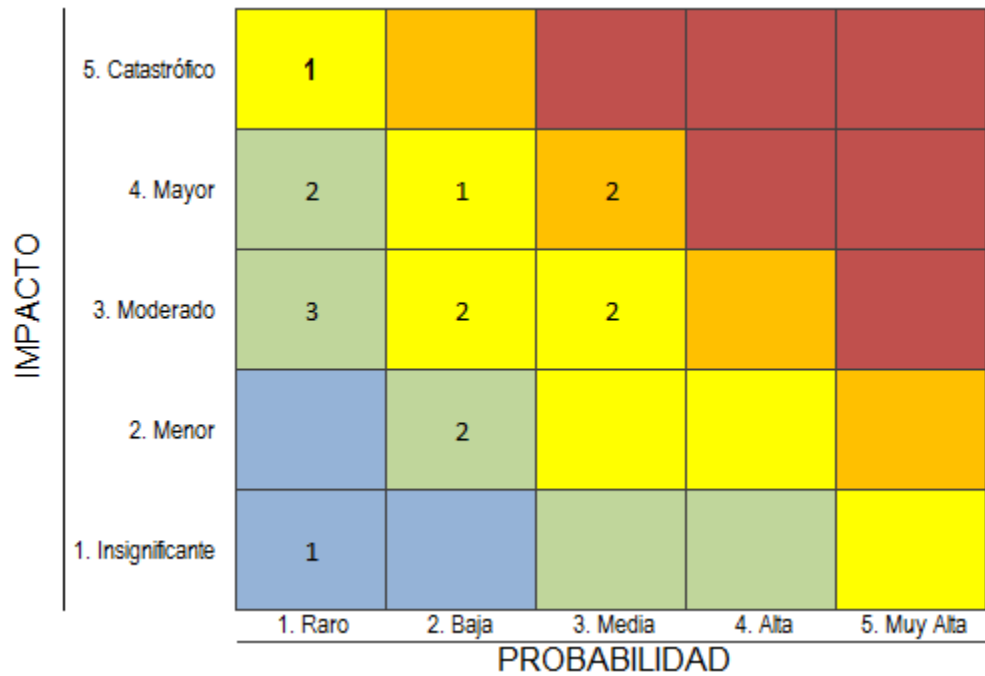 IMPACTO
5. Catastrófico 1
4. Mayor 2 1 2
3. Moderado 3 2 2
2. Menor 2
1. Insignificante 1
1. Raro 2. Baja 3. Media 4. Alta 5. Muy Alta
PROBABILIDAD